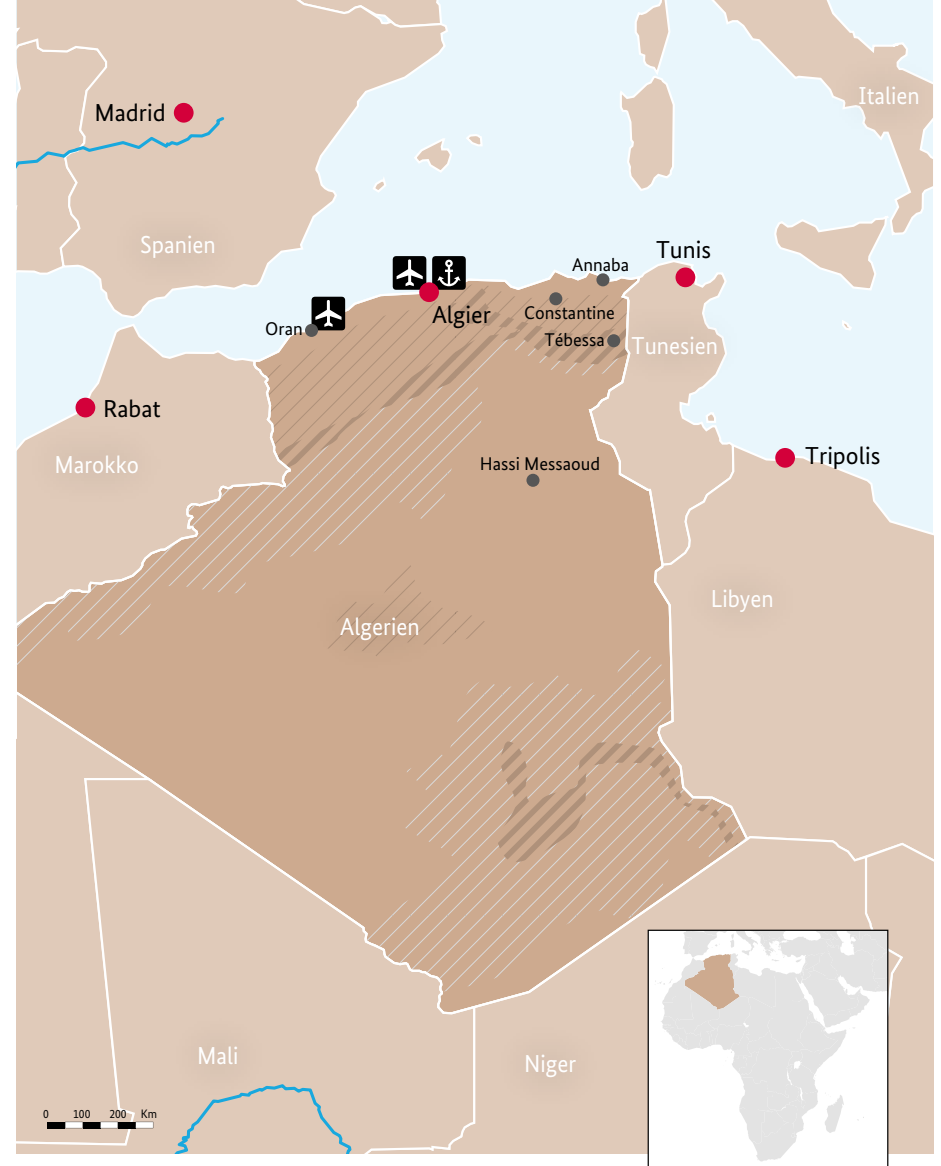 Madrid
Italien
Spanien
Tunis
Annaba
Algier
Constantine
Oran
Tébessa
Tunesien
Rabat
Marokko
Hassi Messaoud
Tripolis
Libyen
Algerien
Mali
Niger
0 100 200 Km